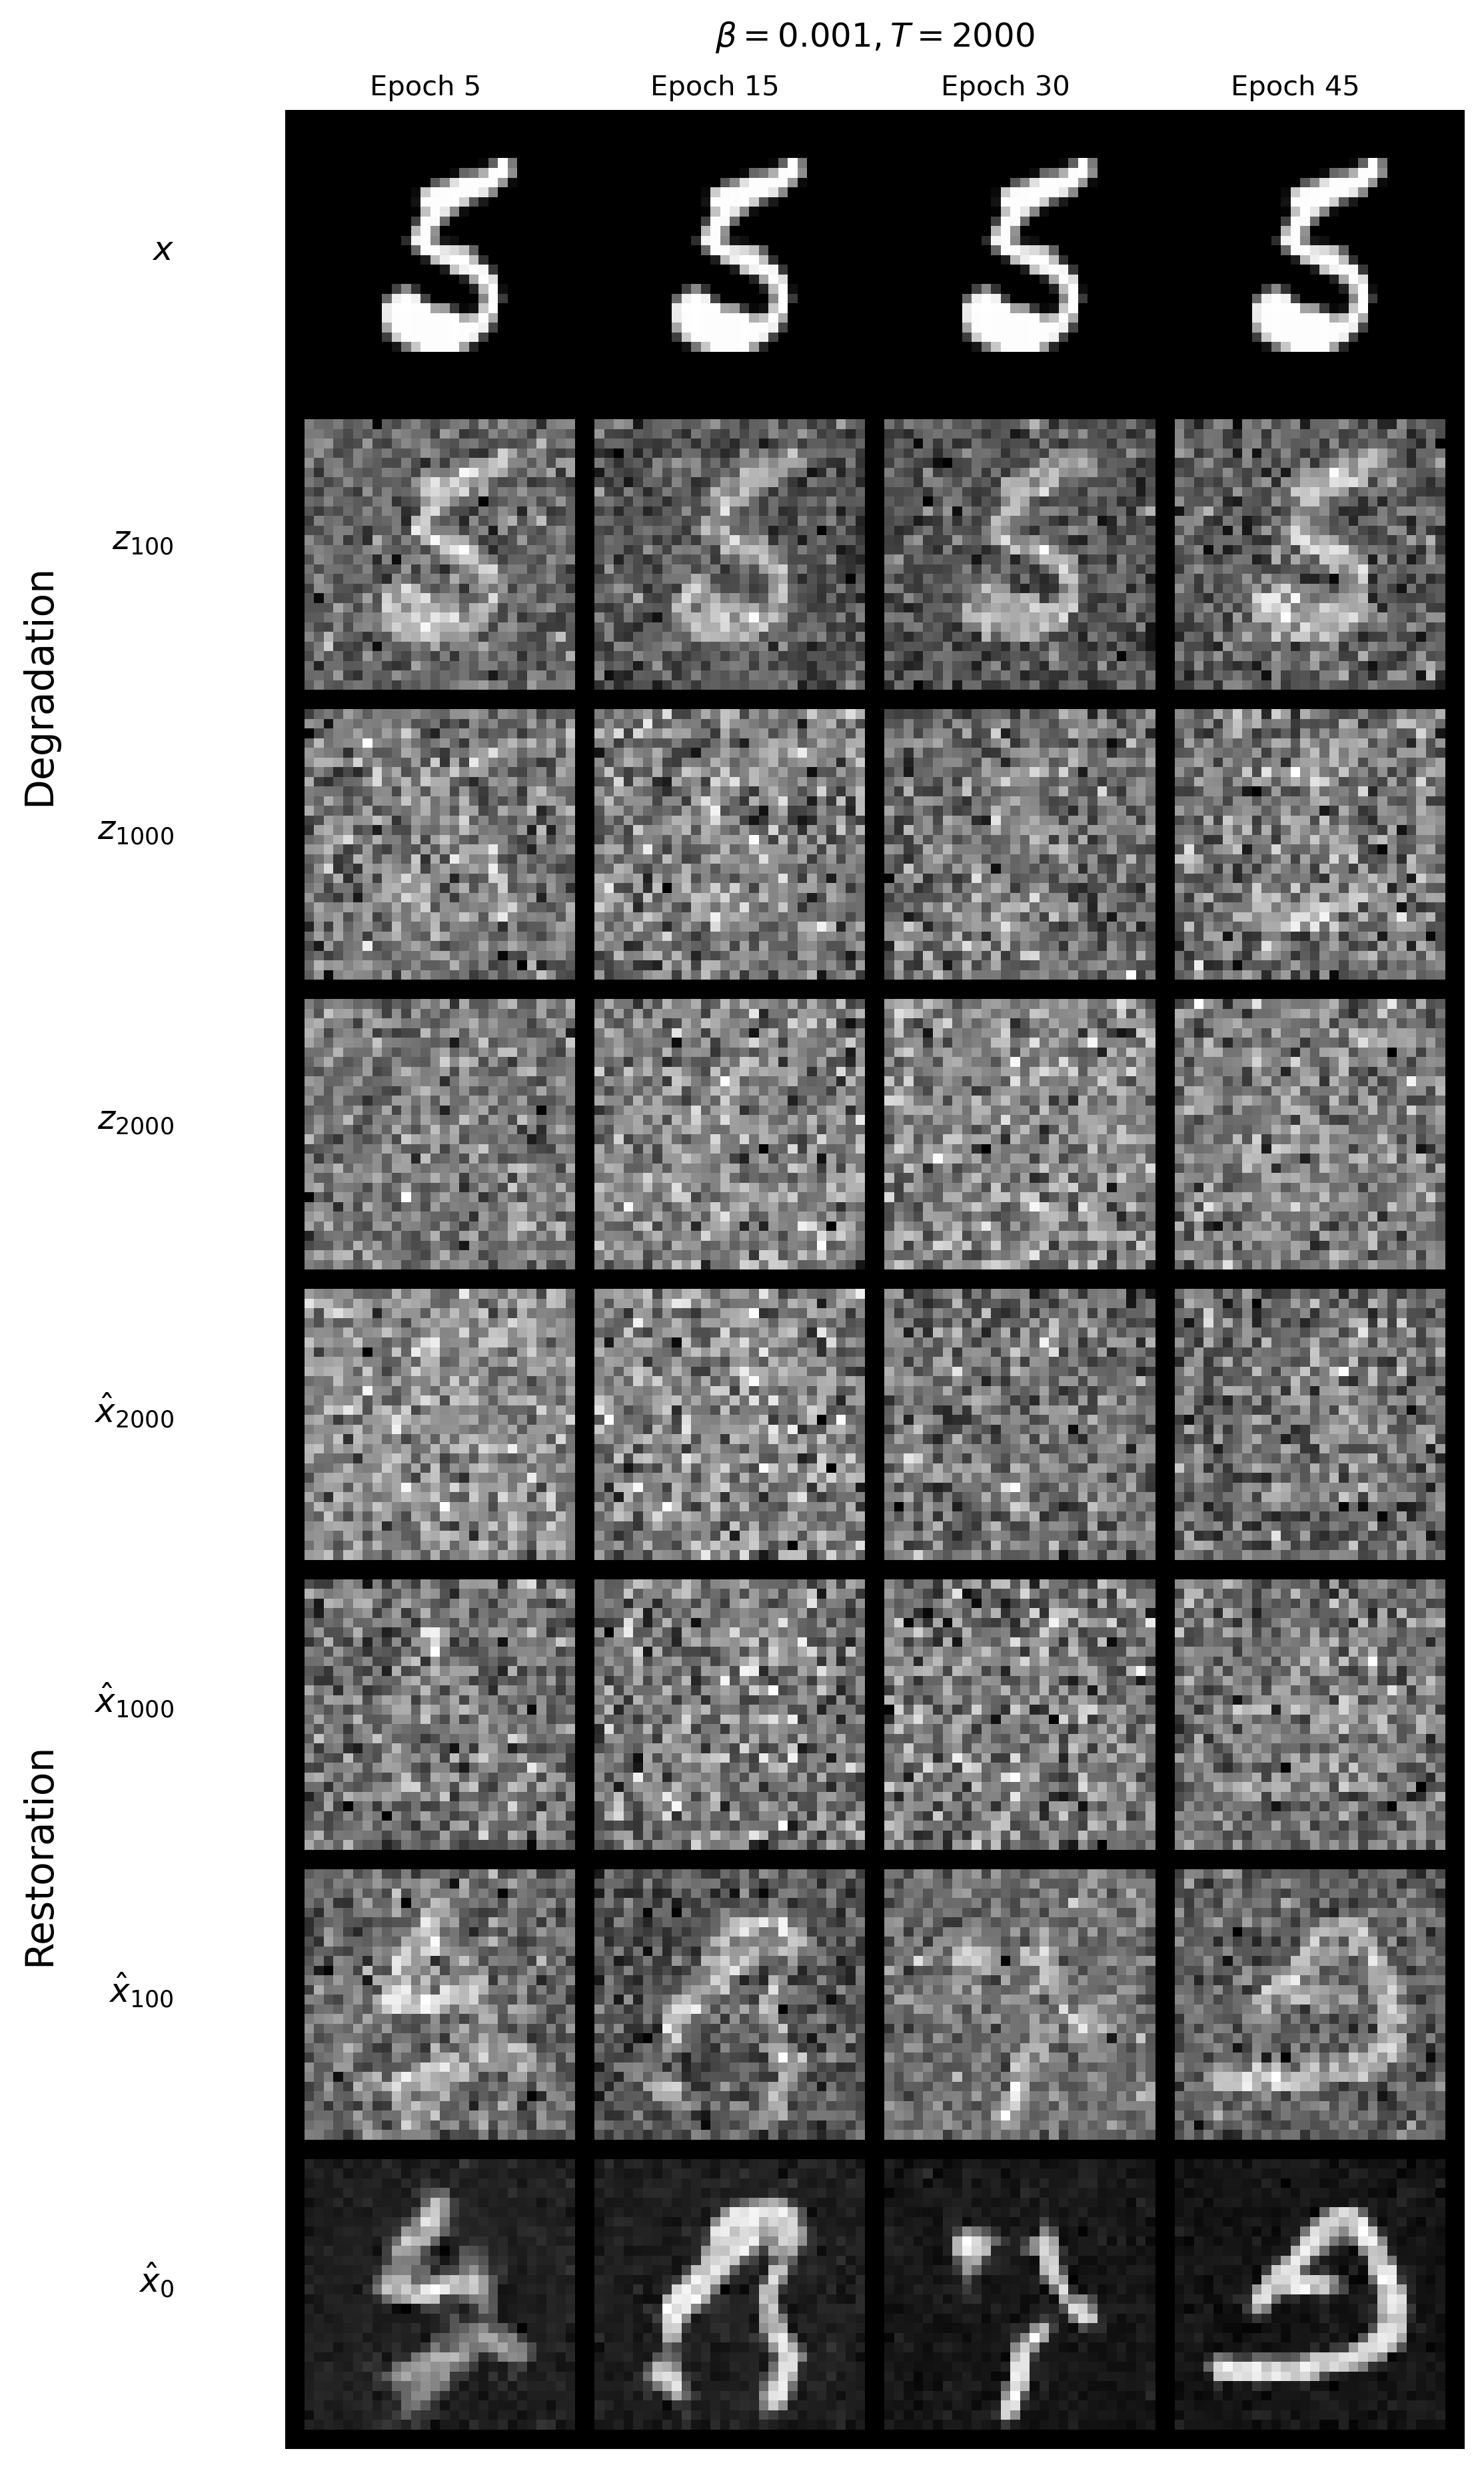 β = 0.001, T = 2000
Epoch 5 Epoch 15 Epoch 30 Epoch 45
Degradation
x
z₁₀₀
z₁₀₀₀
z₂₀₀₀
Restoration
x̂₂₀₀₀
x̂₁₀₀₀
x̂₁₀₀
x̂₀